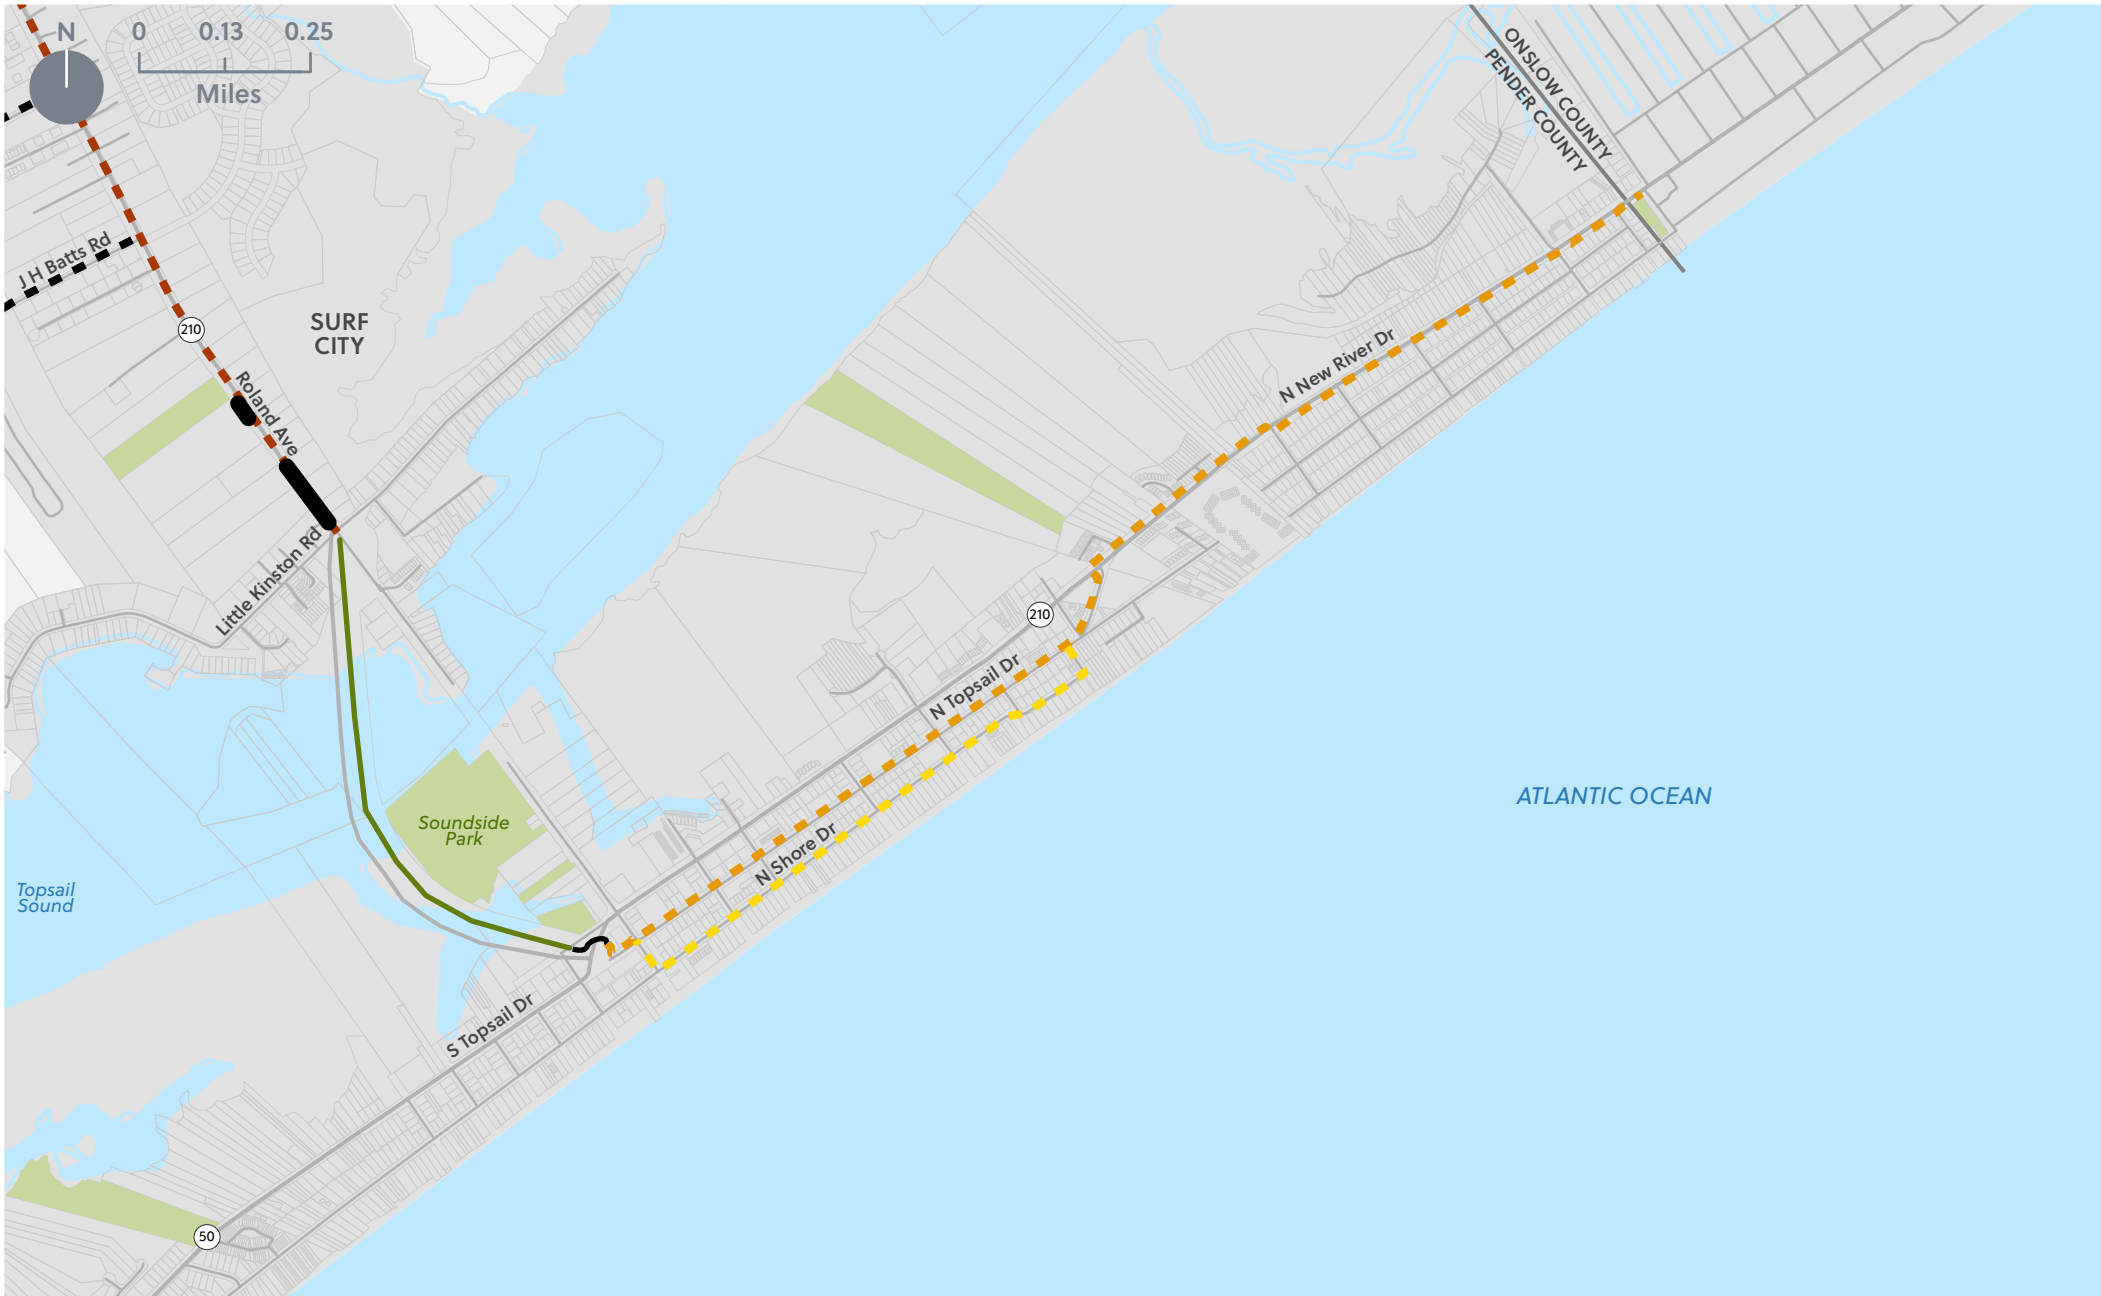 N
0 0.13 0.25
Miles
ONSLOW COUNTY
PENDER COUNTY
J H Batts Rd
210
SURF
CITY
Roland Ave
N New River Dr
Little Kinston Rd
210
N Topsail Dr
ATLANTIC OCEAN
Soundside
Park
N Shore Dr
Topsail
Sound
S Topsail Dr
50